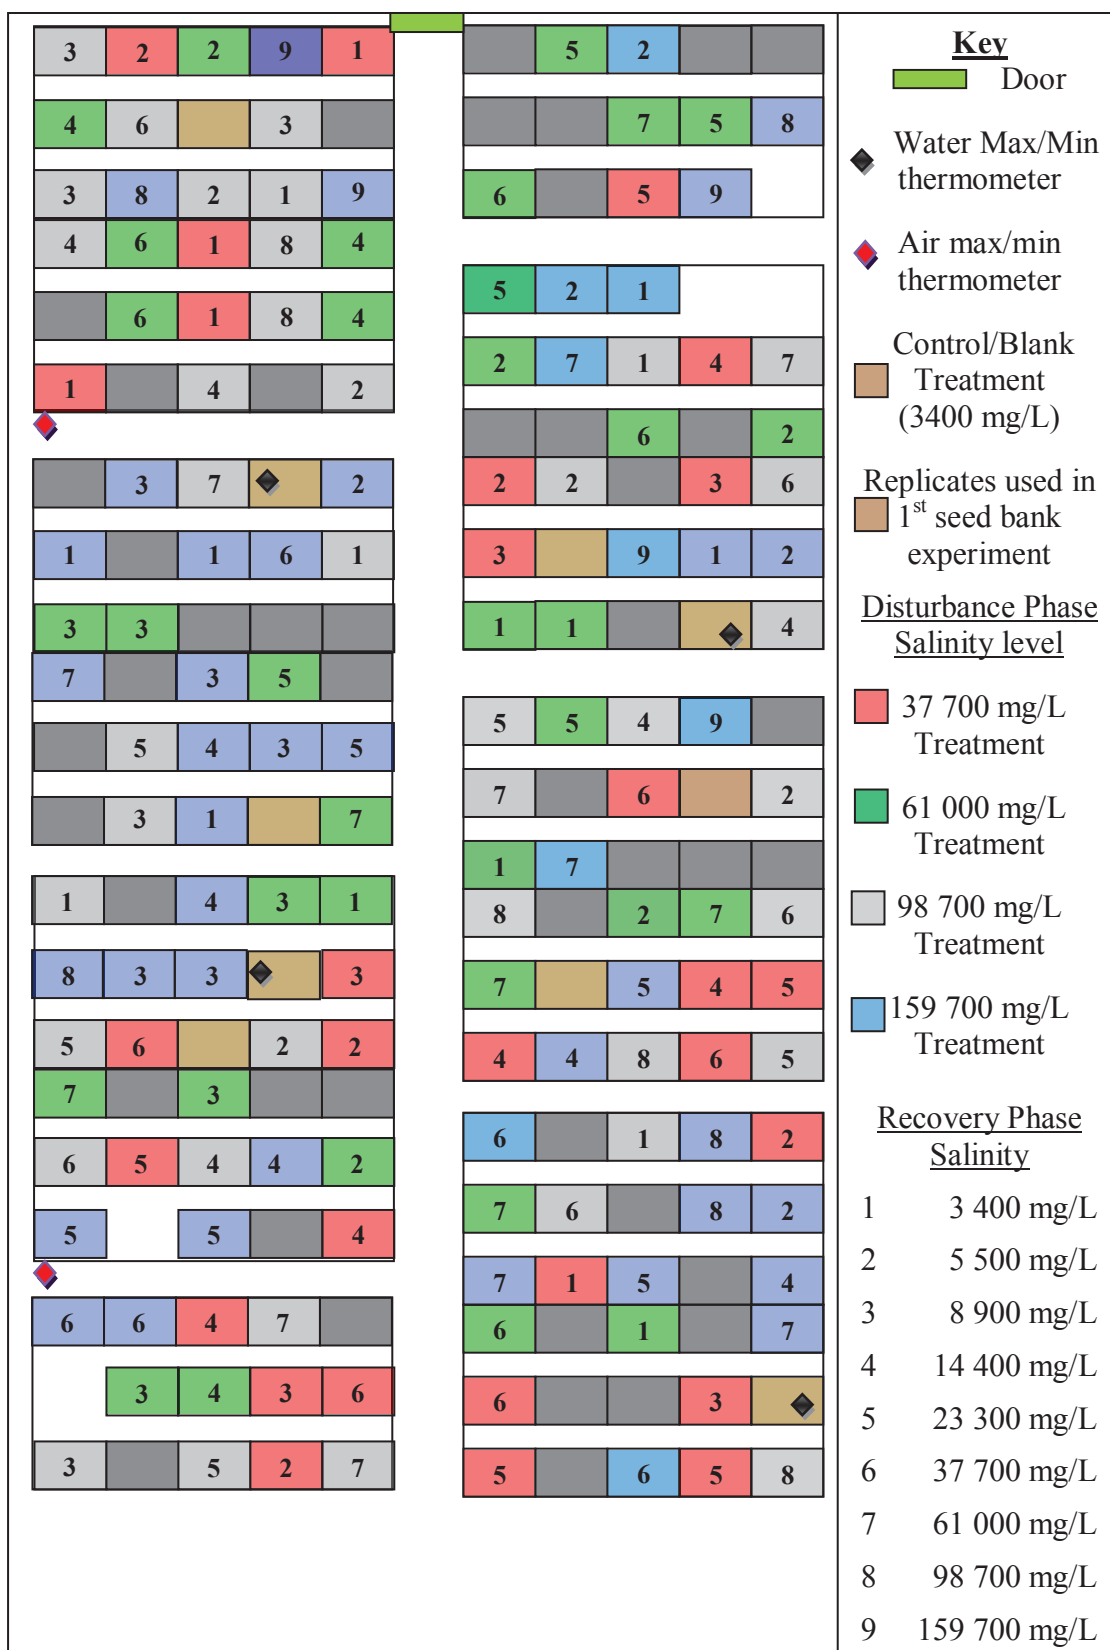 3 2 2 9 1
4 6 3
3 8 2 1 9
4 6 1 8 4
6 1 8 4
1 4 2
3 7 2
1 1 6 1
3 3
7 3 5
5 4 3 5
3 1 7
1 4 3 1
8 3 3 3
5 6 2 2
7 3
6 5 4 4 2
5 5 4
6 6 4 7
3 4 3 6
3 5 2 7
5 2
7 5 8
6 5 9
5 2 1
2 7 1 4 7
6 2
2 2 3 6
3 9 1 2
1 1 4
5 5 4 9
7 6 2
1 7
8 2 7 6
7 5 4 5
4 4 8 6 5
6 1 8 2
7 6 8 2
7 1 5 4
6 1 7
6 3
5 6 5 8
Key
Door
Water Max/Min
thermometer
Air max/min
thermometer
Control/Blank
Treatment
(3400 mg/L)
Replicates used in
1st seed bank
experiment
Disturbance Phase
Salinity level
37 700 mg/L
Treatment
61 000 mg/L
Treatment
98 700 mg/L
Treatment
159 700 mg/L
Treatment
Recovery Phase
Salinity
1 3 400 mg/L
2 5 500 mg/L
3 8 900 mg/L
4 14 400 mg/L
5 23 300 mg/L
6 37 700 mg/L
7 61 000 mg/L
8 98 700 mg/L
9 159 700 mg/L